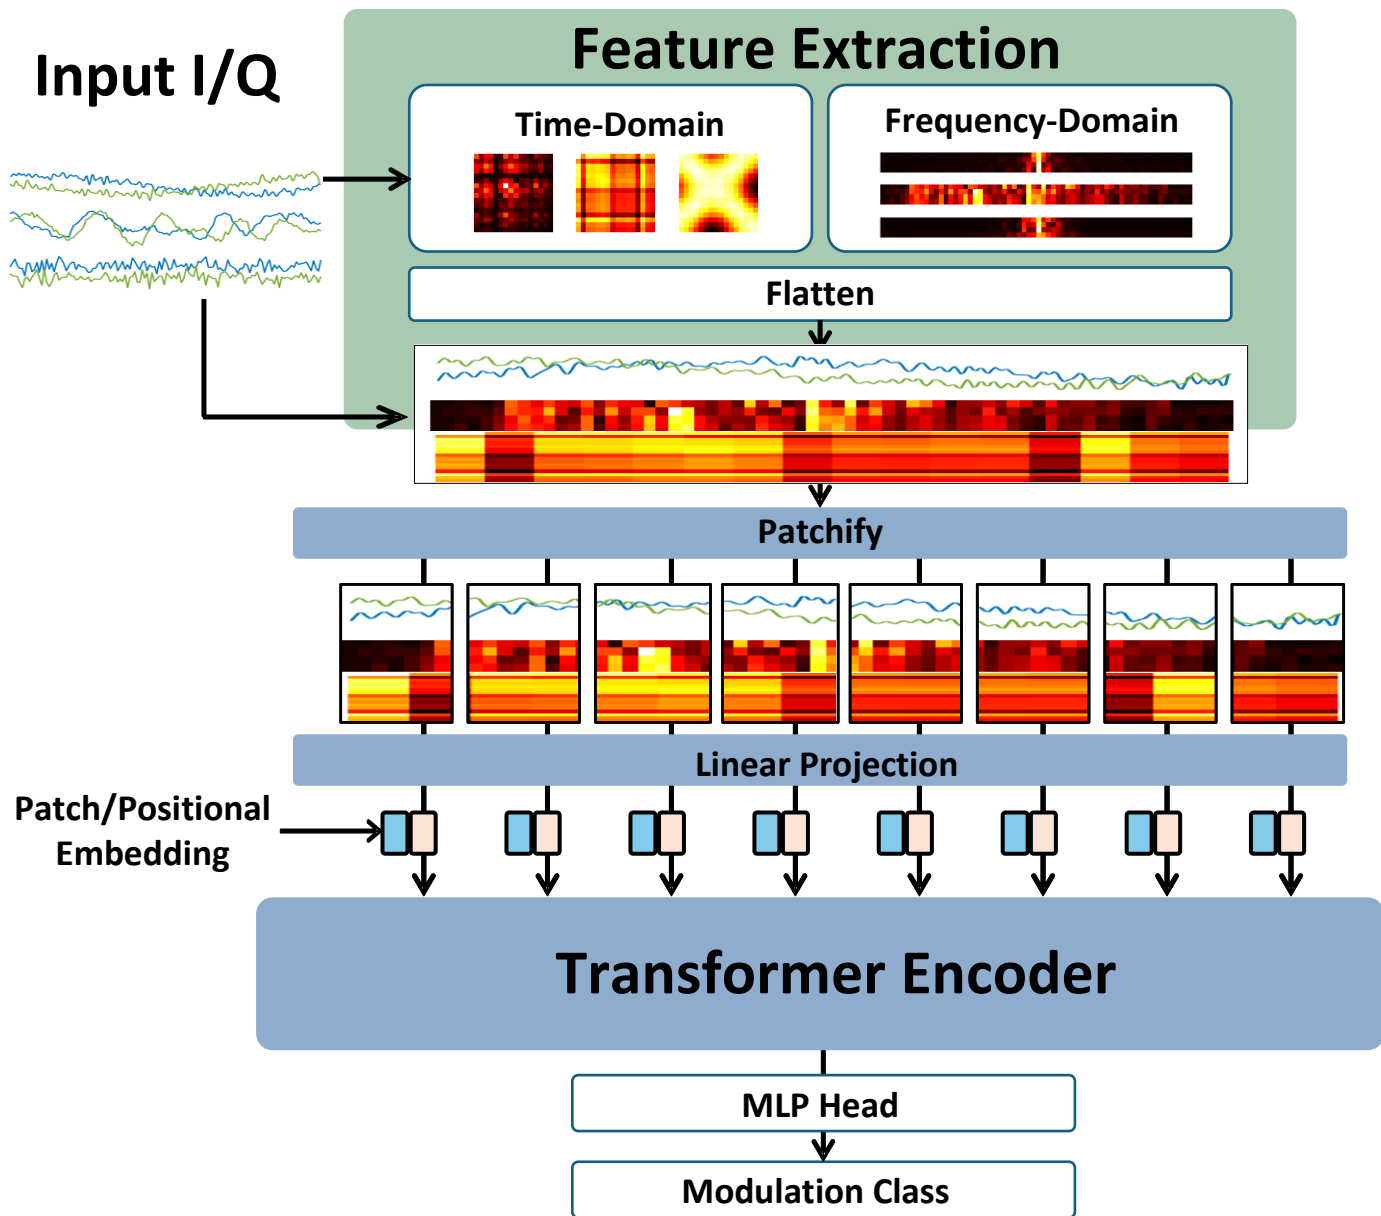 Input I/Q
Feature Extraction
Time-Domain
Frequency-Domain
Flatten
Patchify
Linear Projection
Patch/Positional
Embedding
Transformer Encoder
MLP Head
Modulation Class